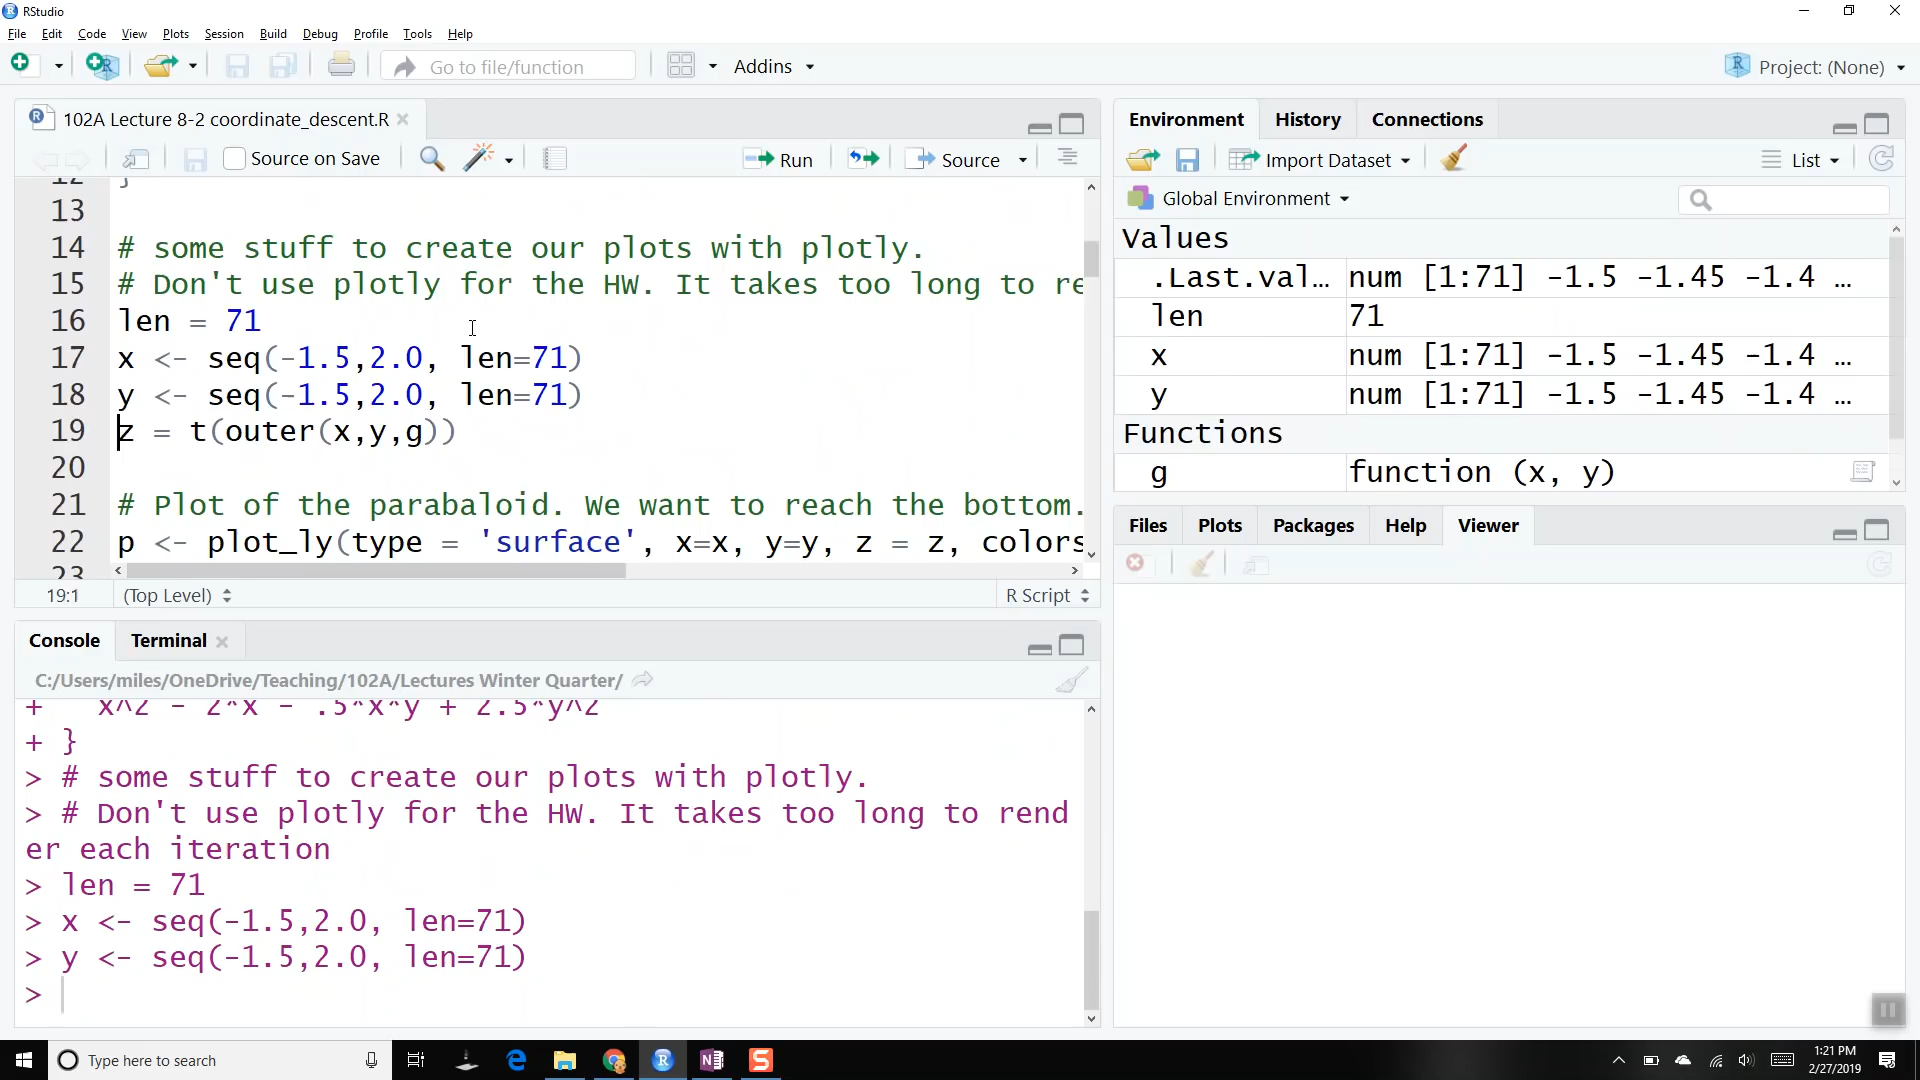 RStudio
File Edit Code View Plots Session Build Debug Profile Tools Help
Go to file/function
Addins
Project: (None)
102A Lecture 8-2 coordinate_descent.R
Source on Save
Run
Source
12 }
13
14 # some stuff to create our plots with plotly.
15 # Don't use plotly for the HW. It takes too long to re
16 len = 71
17 x <- seq(-1.5,2.0, len=71)
18 y <- seq(-1.5,2.0, len=71)
19 z = t(outer(x,y,g))
20
21 # Plot of the parabaloid. We want to reach the bottom.
22 p <- plot_ly(type = 'surface', x=x, y=y, z = z, colors
23
19:1 (Top Level) R Script
Console Terminal
C:/Users/miles/OneDrive/Teaching/102A/Lectures Winter Quarter/
+ x^2 - 2*x - .5*x*y + 2.5*y^2
+ }
> # some stuff to create our plots with plotly.
> # Don't use plotly for the HW. It takes too long to rend
er each iteration
> len = 71
> x <- seq(-1.5,2.0, len=71)
> y <- seq(-1.5,2.0, len=71)
>
Environment History Connections
Import Dataset List
Global Environment
Values
.Last.val… num [1:71] -1.5 -1.45 -1.4 …
len 71
x num [1:71] -1.5 -1.45 -1.4 …
y num [1:71] -1.5 -1.45 -1.4 …
Functions
g function (x, y)
Files Plots Packages Help Viewer
Type here to search
1:21 PM
2/27/2019